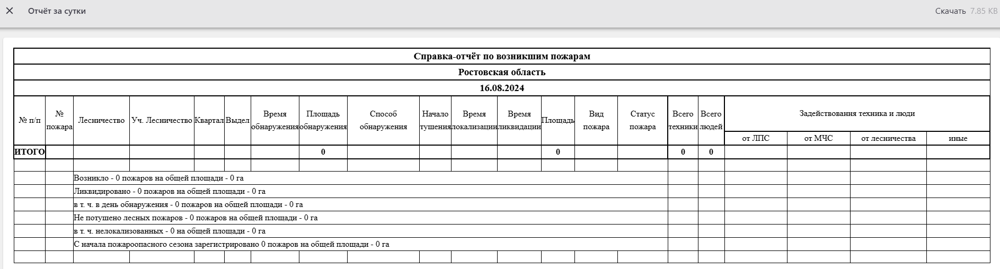 Отчёт за сутки
Скачать 7.85 KB
Справка-отчёт по возникшим пожарам
Ростовская область
16.08.2024
№ п/п
№
пожара
Лесничество
Уч. Лесничество
Квартал
Выдел
Время
обнаружения
Площадь
обнаружения
Способ
обнаружения
Начало
тушения
Время
локализации
Время
ликвидации
Площадь
Вид
пожара
Статус
пожара
Всего
техники
Всего
людей
Задействованя техника и люди
от ЛПС
от МЧС
от лесничества
иные
ИТОГО 0 0 0 0
Возникло - 0 пожаров на общей площади - 0 га
Ликвидировано - 0 пожаров на общей площади - 0 га
в т. ч. в день обнаружения - 0 пожаров на общей площади - 0 га
Не потушено лесных пожаров - 0 пожаров на общей площади - 0 га
в т. ч. нелокализованных - 0 на общей площади - 0 га
С начала пожароопасного сезона зарегистрировано 0 пожаров на общей площади - 0 га